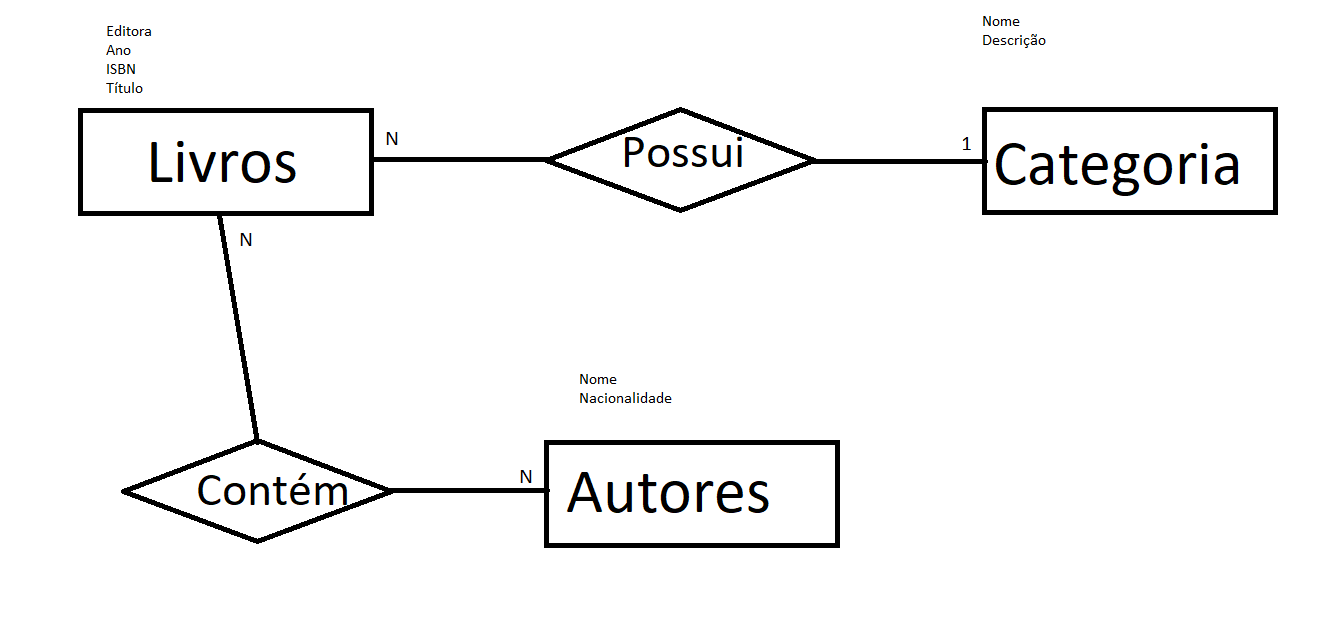 Editora
Ano
ISBN
Título
Nome
Descrição
Livros
N
Possui
1
Categoria
N
Nome
Nacionalidade
Contém
N
Autores